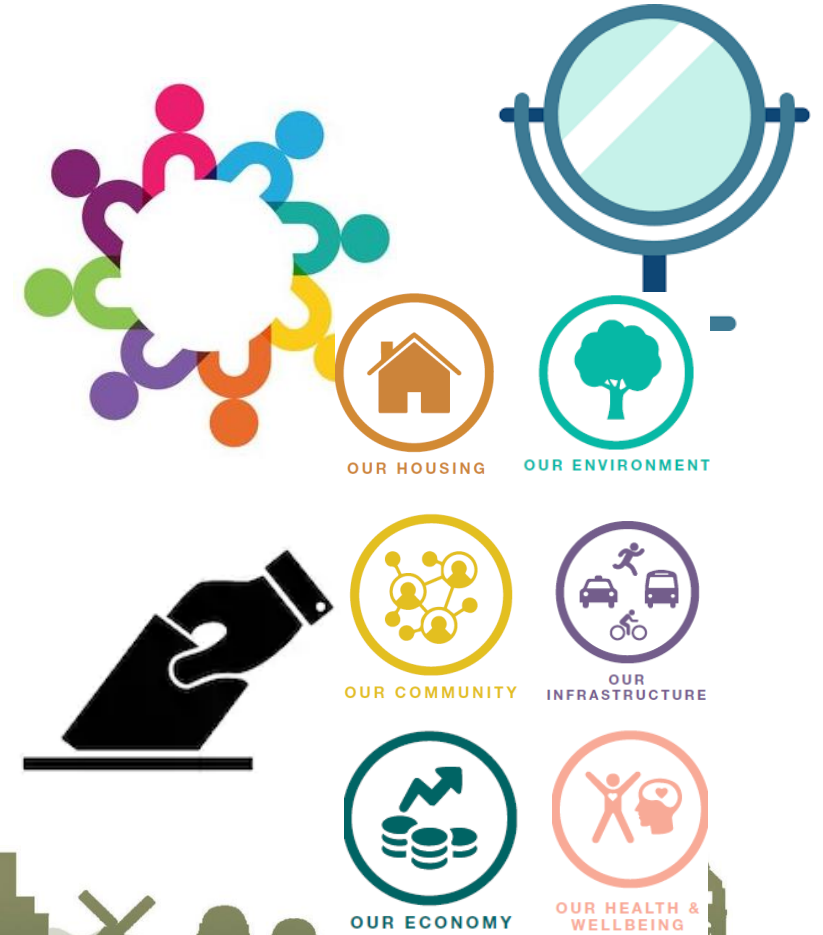 OUR HOUSING
OUR ENVIRONMENT
OUR COMMUNITY
OUR
INFRASTRUCTURE
OUR ECONOMY
OUR HEALTH &
WELLBEING